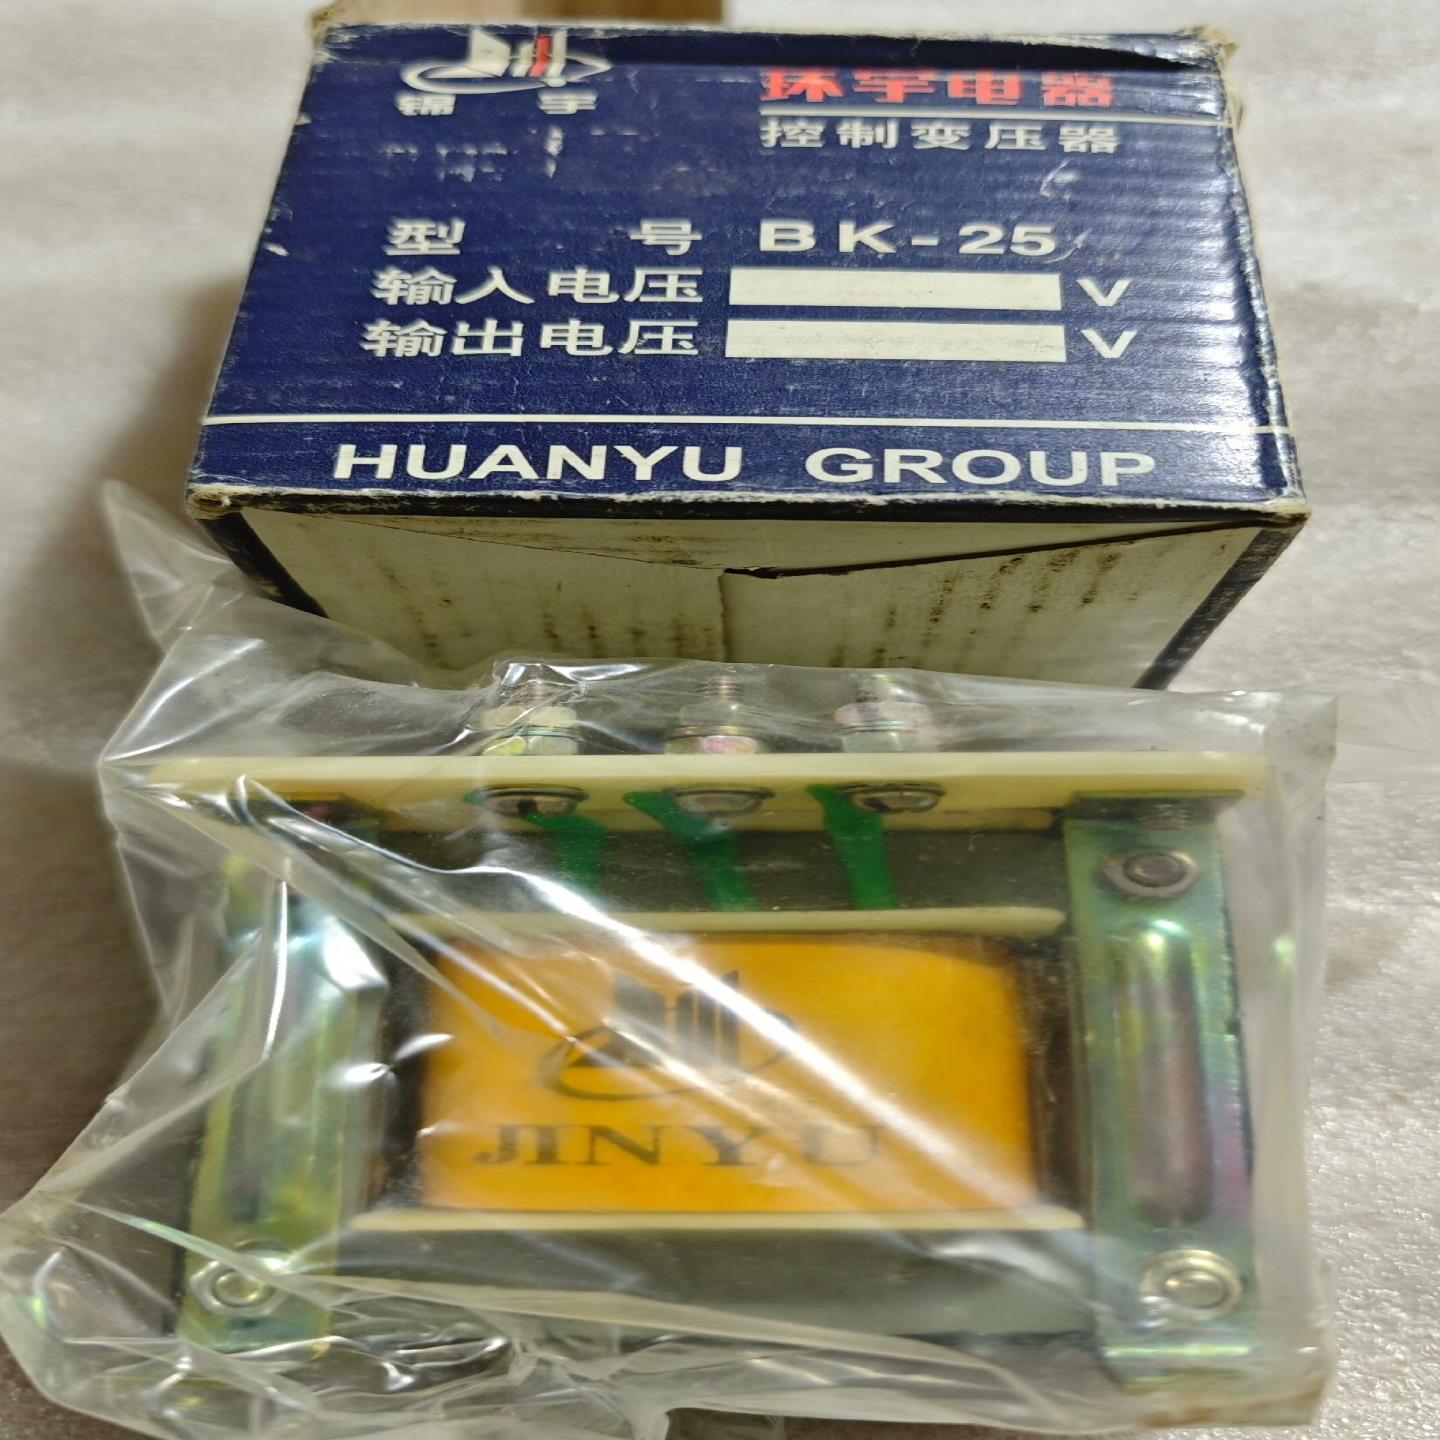 锦宇
环宇电器
控制变压器
型号 BK-25
输入电压 V
输出电压 V
HUANYU GROUP
JINYU